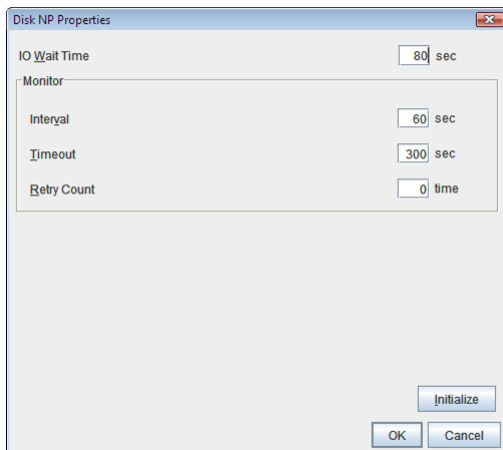 Disk NP Properties
IO Wait Time 80 sec
Monitor
Interval 60 sec
Timeout 300 sec
Retry Count 0 time
Initialize
OK Cancel